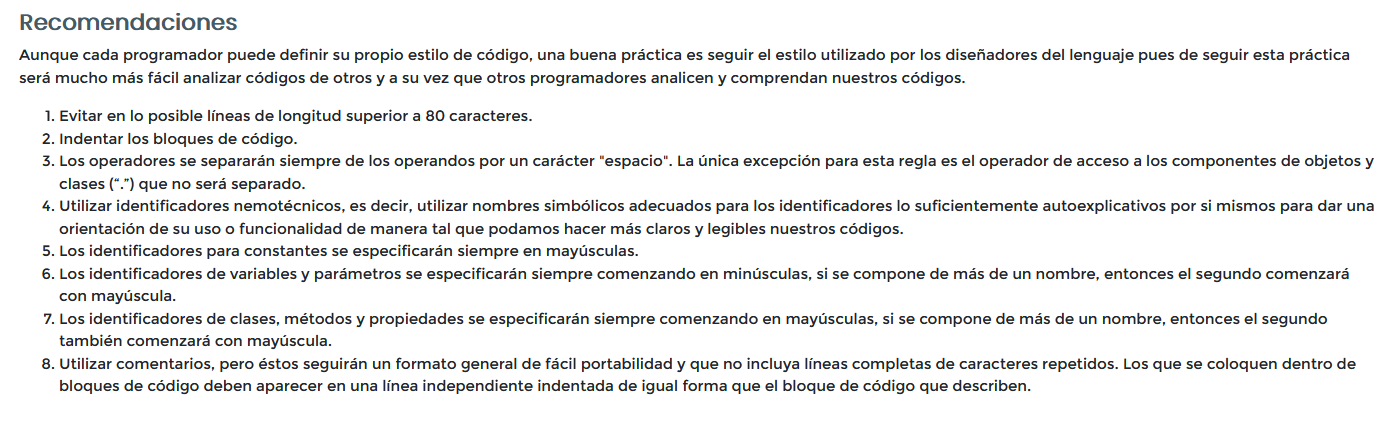 Recomendaciones
Aunque cada programador puede definir su propio estilo de código, una buena práctica es seguir el estilo utilizado por los diseñadores del lenguaje pues de seguir esta práctica
será mucho más fácil analizar códigos de otros y a su vez que otros programadores analicen y comprendan nuestros códigos.
1. Evitar en lo posible líneas de longitud superior a 80 caracteres.
2. Indentar los bloques de código.
3. Los operadores se separarán siempre de los operandos por un carácter "espacio". La única excepción para esta regla es el operador de acceso a los componentes de objetos y
clases (“.”) que no será separado.
4. Utilizar identificadores nemotécnicos, es decir, utilizar nombres simbólicos adecuados para los identificadores lo suficientemente autoexplicativos por si mismos para dar una
orientación de su uso o funcionalidad de manera tal que podamos hacer más claros y legibles nuestros códigos.
5. Los identificadores para constantes se especificarán siempre en mayúsculas.
6. Los identificadores de variables y parámetros se especificarán siempre comenzando en minúsculas, si se compone de más de un nombre, entonces el segundo comenzará
con mayúscula.
7. Los identificadores de clases, métodos y propiedades se especificarán siempre comenzando en mayúsculas, si se compone de más de un nombre, entonces el segundo
también comenzará con mayúscula.
8. Utilizar comentarios, pero éstos seguirán un formato general de fácil portabilidad y que no incluya líneas completas de caracteres repetidos. Los que se coloquen dentro de
bloques de código deben aparecer en una línea independiente indentada de igual forma que el bloque de código que describen.